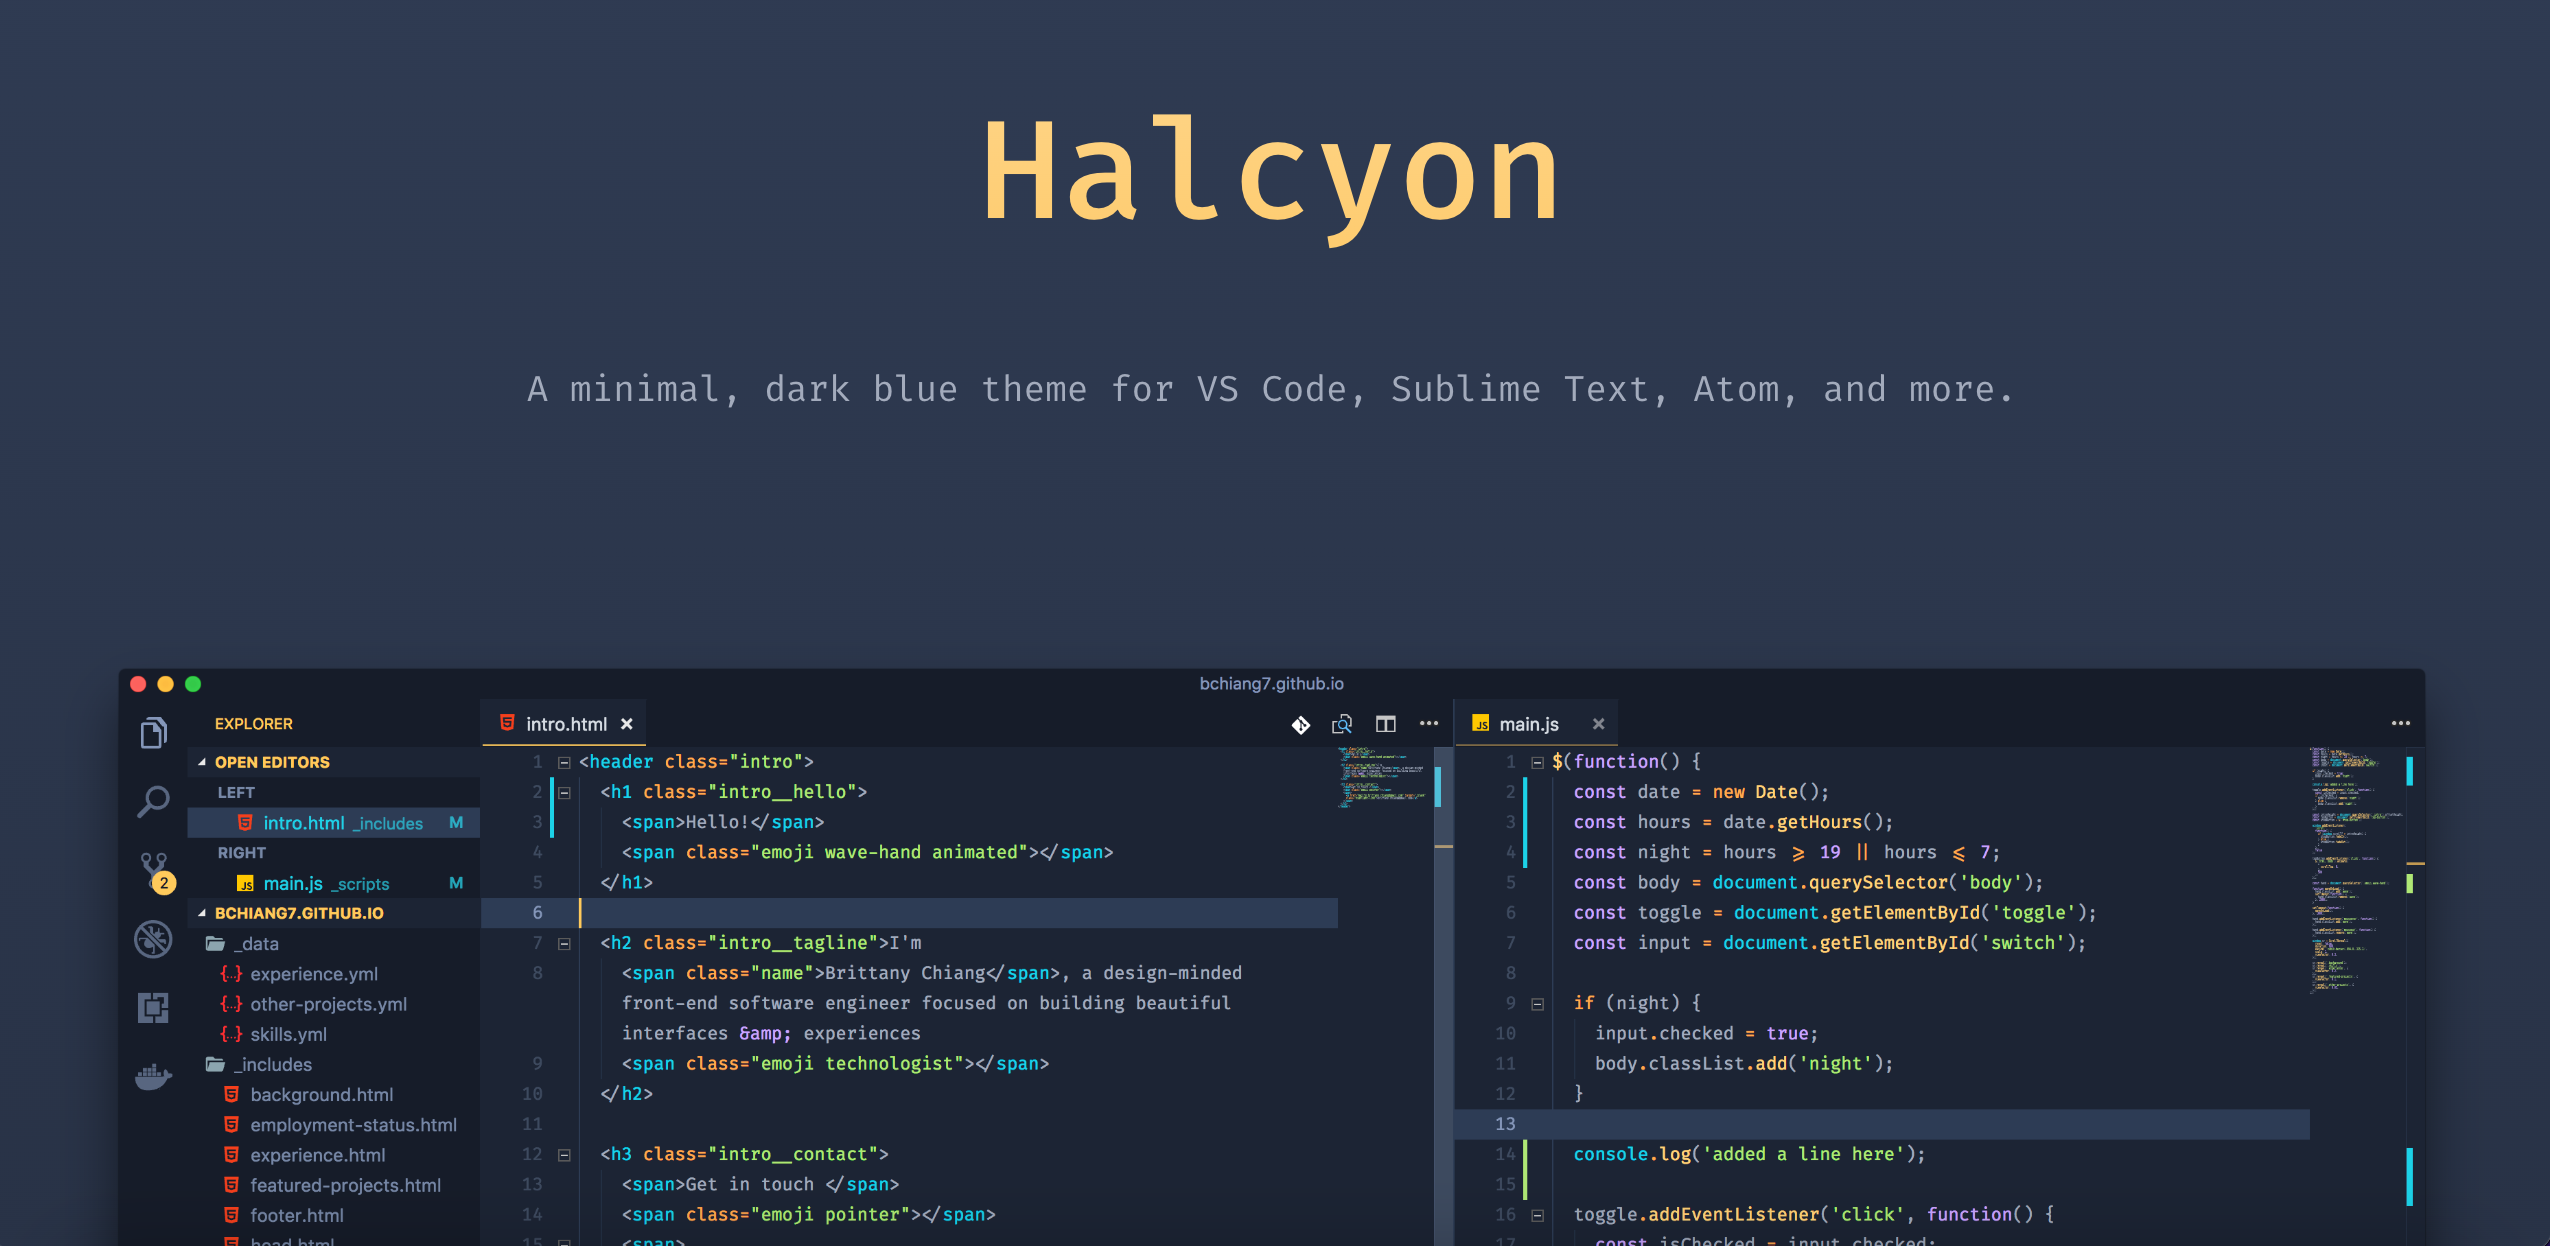 Halcyon
A minimal, dark blue theme for VS Code, Sublime Text, Atom, and more.
bchiang7.github.io
EXPLORER
OPEN EDITORS
LEFT
intro.html _includes M
RIGHT
JS main.js _scripts M
2
BCHIANG7.GITHUB.IO
_data
{..} experience.yml
{..} other-projects.yml
{..} skills.yml
_includes
background.html
employment-status.html
experience.html
featured-projects.html
footer.html
head.html
intro.html ×
1 <header class="intro">
2 <h1 class="intro__hello">
3 <span>Hello!</span>
4 <span class="emoji wave-hand animated"></span>
5 </h1>
6
7 <h2 class="intro__tagline">I'm
8 <span class="name">Brittany Chiang</span>, a design-minded
front-end software engineer focused on building beautiful
interfaces &amp; experiences
9 <span class="emoji technologist"></span>
10 </h2>
11
12 <h3 class="intro__contact">
13 <span>Get in touch </span>
14 <span class="emoji pointer"></span>
15 <span>
JS main.js ×
1 $(function() {
2 const date = new Date();
3 const hours = date.getHours();
4 const night = hours ⩾ 19 || hours ⩽ 7;
5 const body = document.querySelector('body');
6 const toggle = document.getElementById('toggle');
7 const input = document.getElementById('switch');
8
9 if (night) {
10 input.checked = true;
11 body.classList.add('night');
12 }
13
14 console.log('added a line here');
15
16 toggle.addEventListener('click', function() {
17 const isChecked = input.checked;